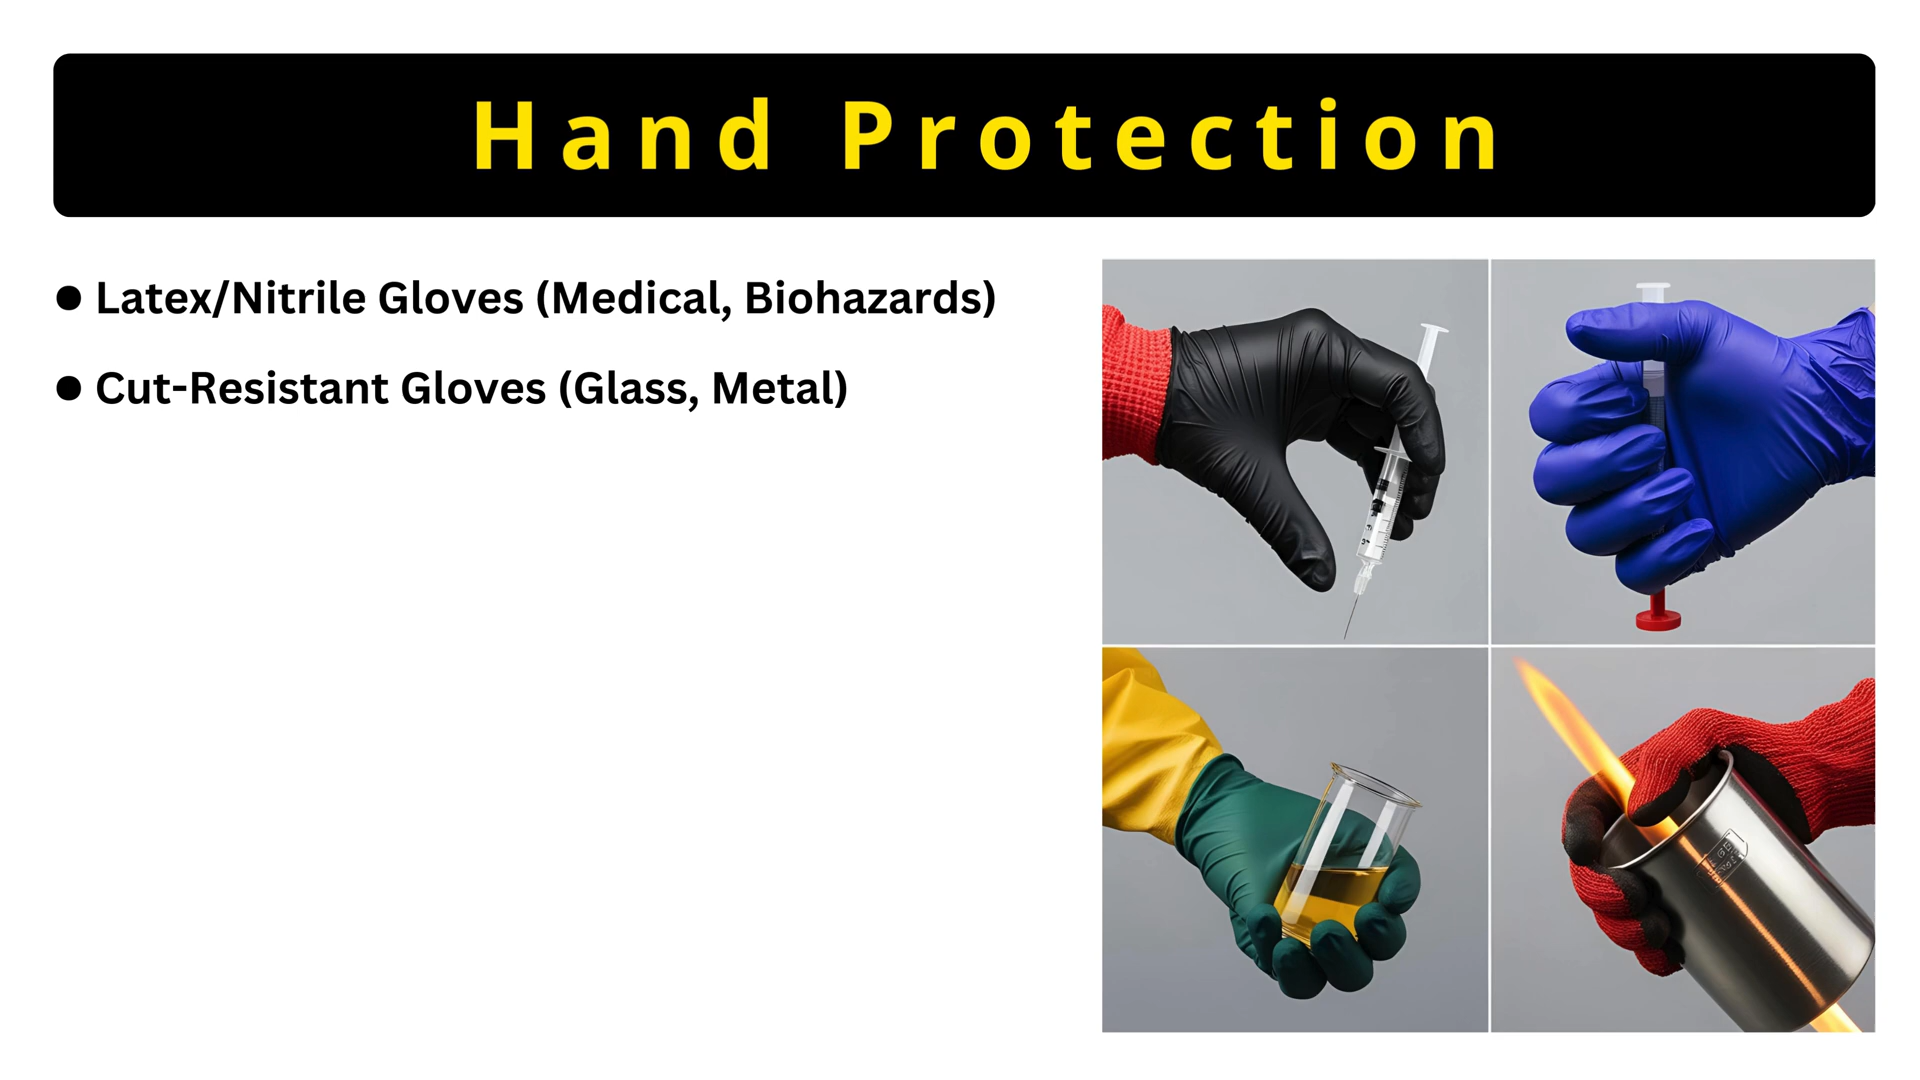 Hand Protection
● Latex/Nitrile Gloves (Medical, Biohazards)
● Cut-Resistant Gloves (Glass, Metal)